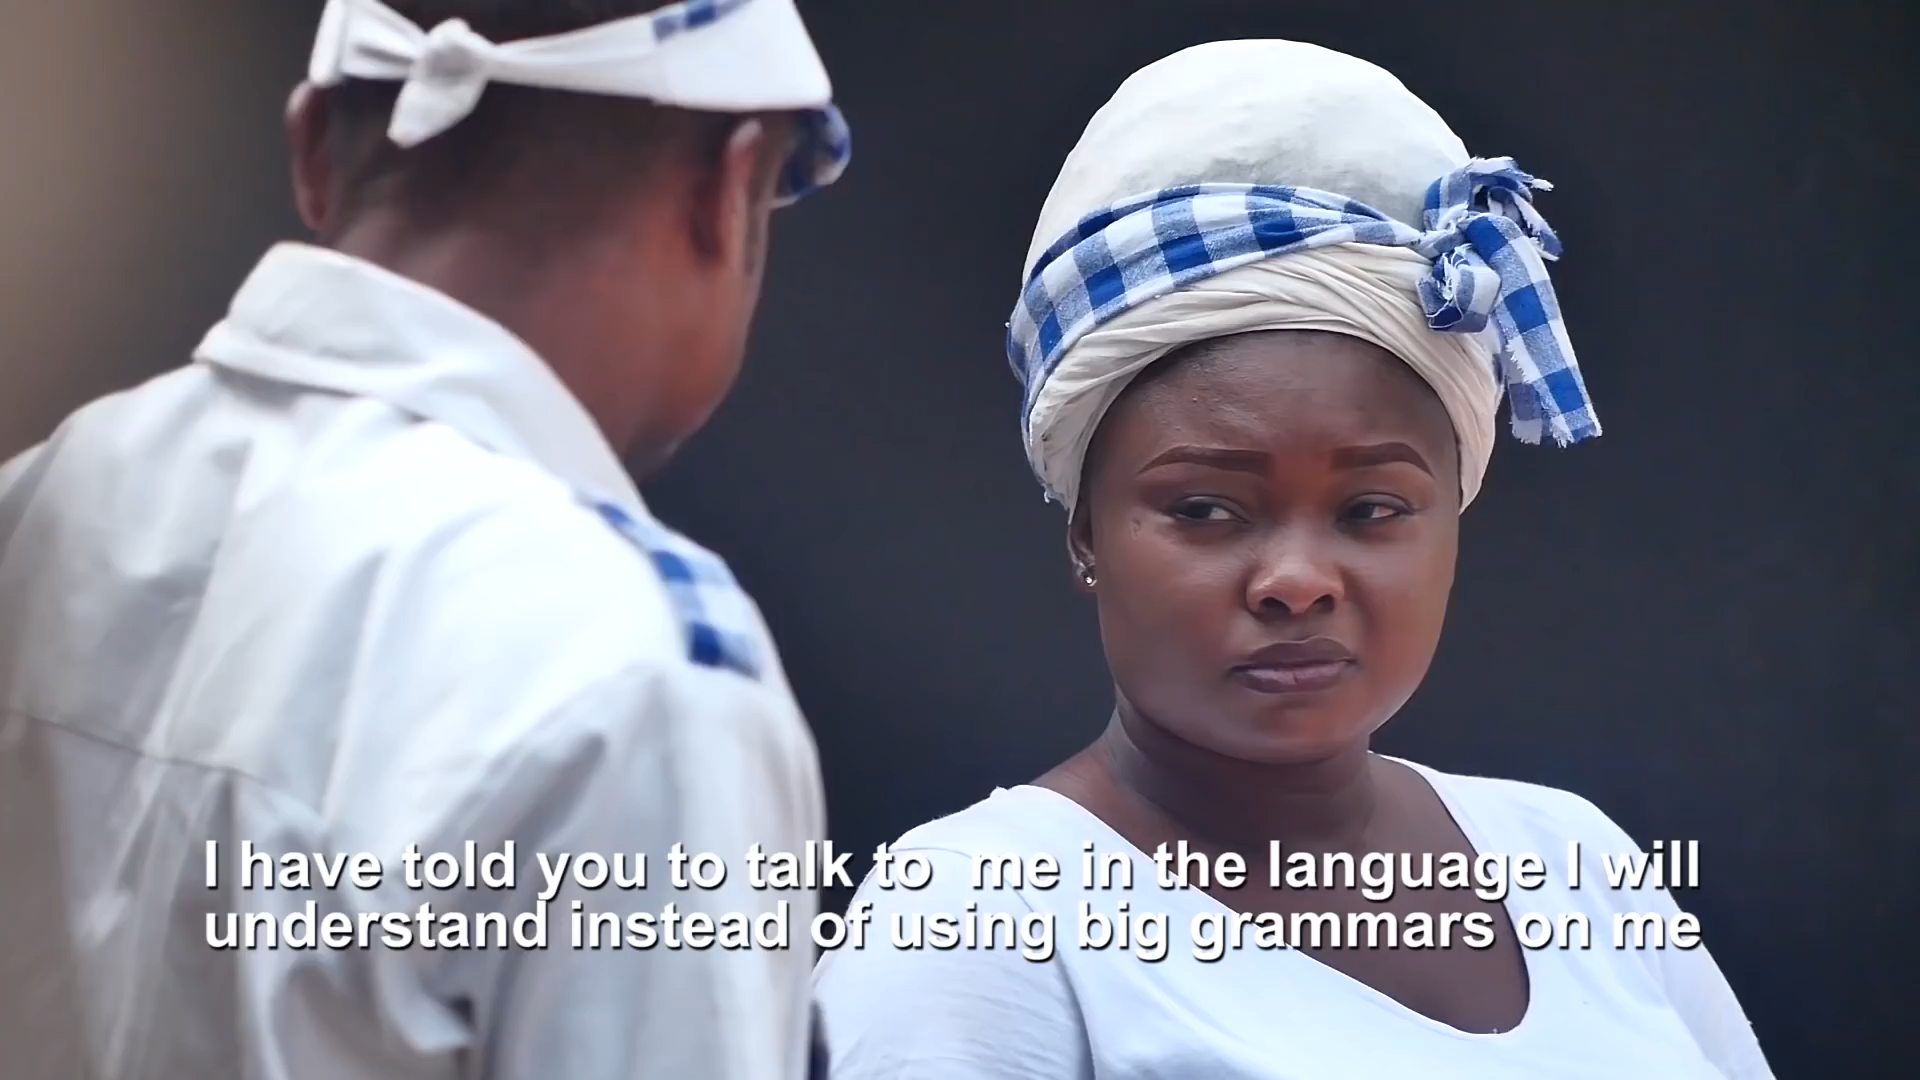 I have told you to talk to  me in the language I will
understand instead of using big grammars on me